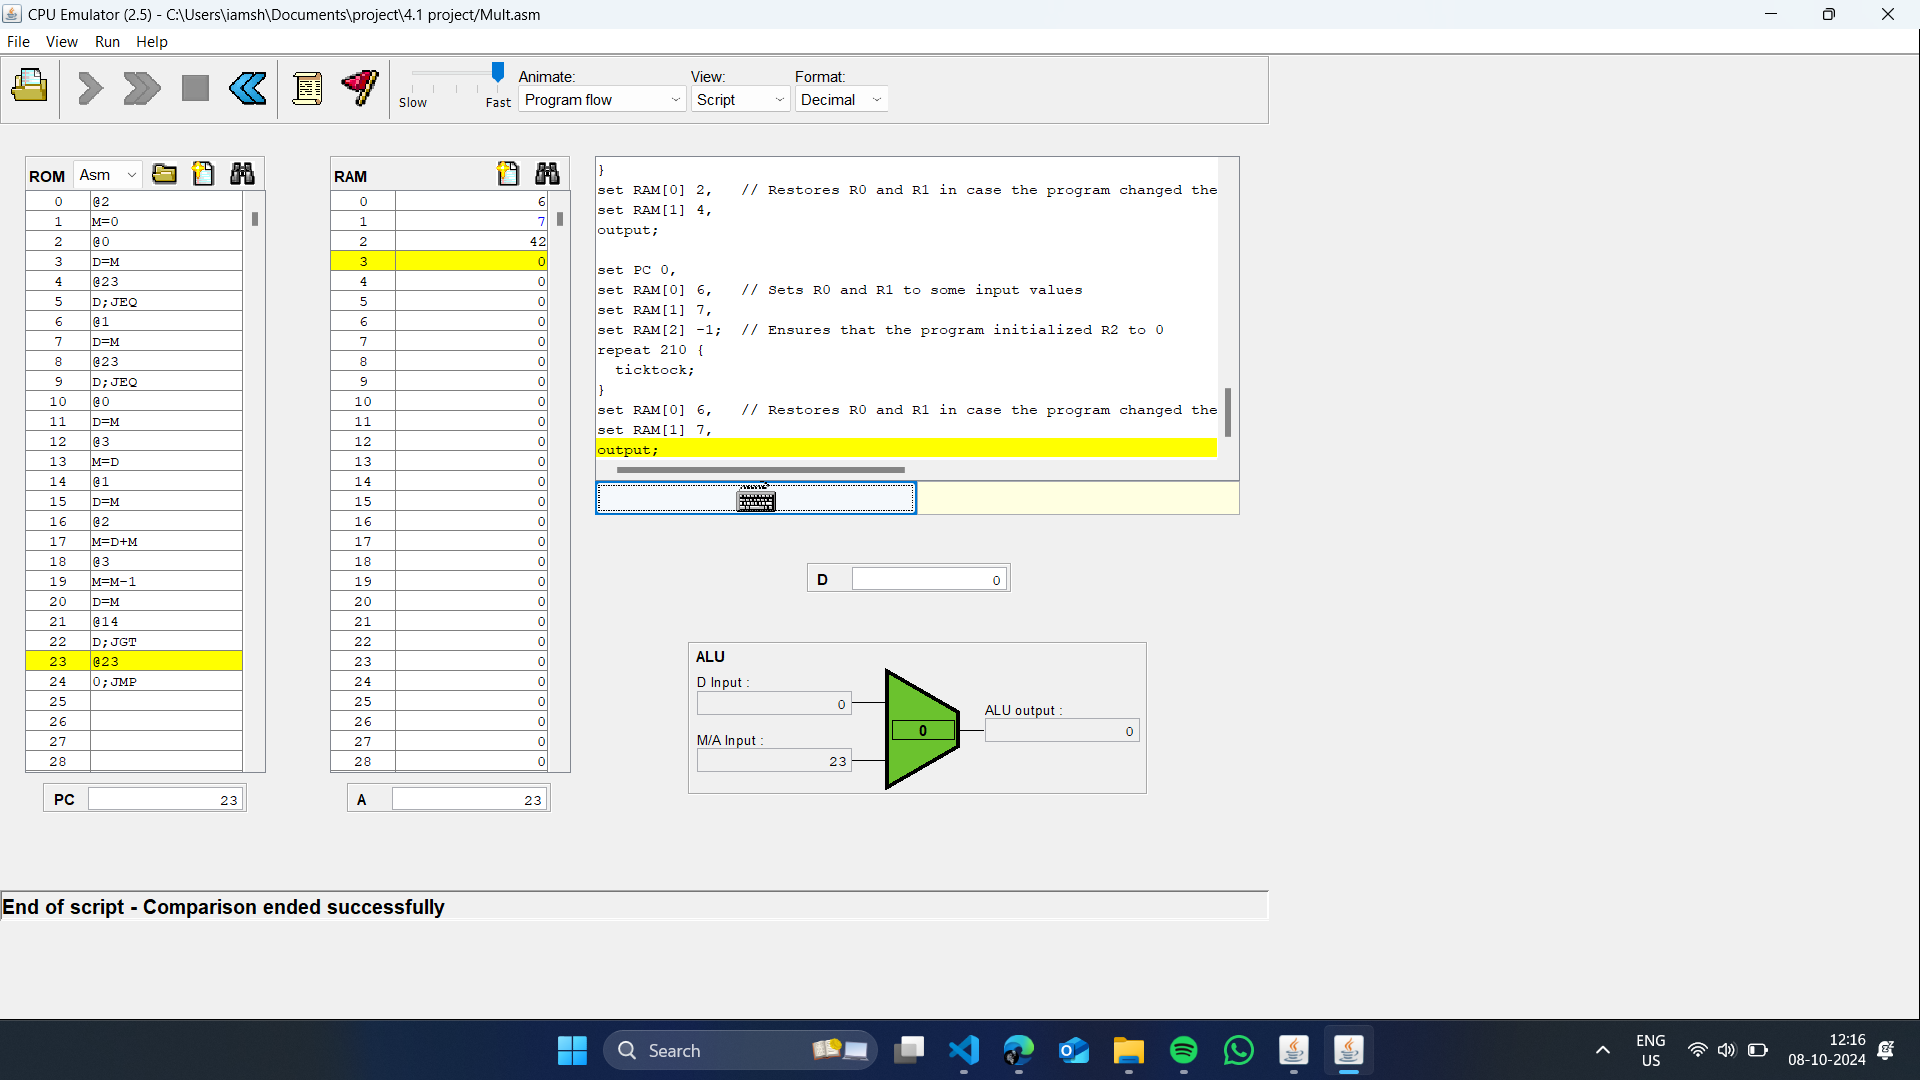 CPU Emulator (2.5) - C:\Users\iamsh\Documents\project\4.1 project/Mult.asm
File View Run Help
Slow Fast
Animate: View: Format:
Program flow Script Decimal
ROM Asm
0 @2
1 M=0
2 @0
3 D=M
4 @23
5 D;JEQ
6 @1
7 D=M
8 @23
9 D;JEQ
10 @0
11 D=M
12 @3
13 M=D
14 @1
15 D=M
16 @2
17 M=D+M
18 @3
19 M=M-1
20 D=M
21 @14
22 D;JGT
23 @23
24 0;JMP
25
26
27
28
PC 23
RAM
0 6
1 7
2 42
3 0
4 0
5 0
6 0
7 0
8 0
9 0
10 0
11 0
12 0
13 0
14 0
15 0
16 0
17 0
18 0
19 0
20 0
21 0
22 0
23 0
24 0
25 0
26 0
27 0
28 0
A 23
}
set RAM[0] 2, // Restores R0 and R1 in case the program changed the
set RAM[1] 4,
output;
set PC 0,
set RAM[0] 6, // Sets R0 and R1 to some input values
set RAM[1] 7,
set RAM[2] -1; // Ensures that the program initialized R2 to 0
repeat 210 {
ticktock;
}
set RAM[0] 6, // Restores R0 and R1 in case the program changed the
set RAM[1] 7,
output;
D 0
ALU
D Input :
0
M/A Input :
23
0
ALU output :
0
End of script - Comparison ended successfully
Search
ENG
US
12:16
08-10-2024